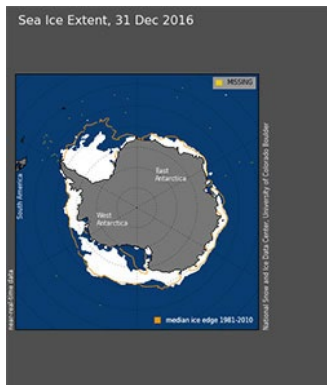 Sea Ice Extent, 31 Dec 2016
MISSING
South America
East
Antarctica
West
Antarctica
near-real-time data
median ice edge 1981-2010
National Snow and Ice Data Center, University of Colorado Boulder